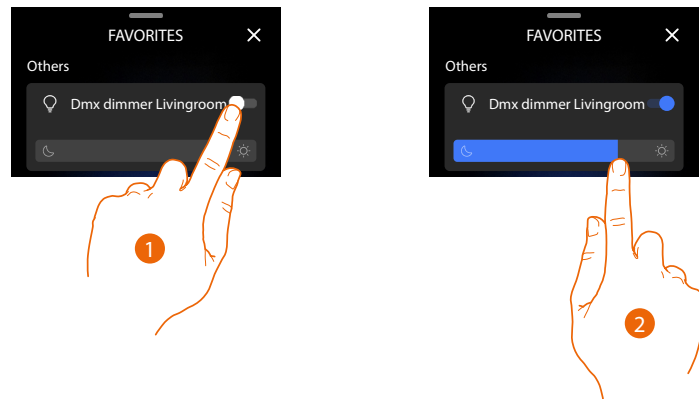 FAVORITES
Others
Dmx dimmer Livingroom
1
FAVORITES
Others
Dmx dimmer Livingroom
2